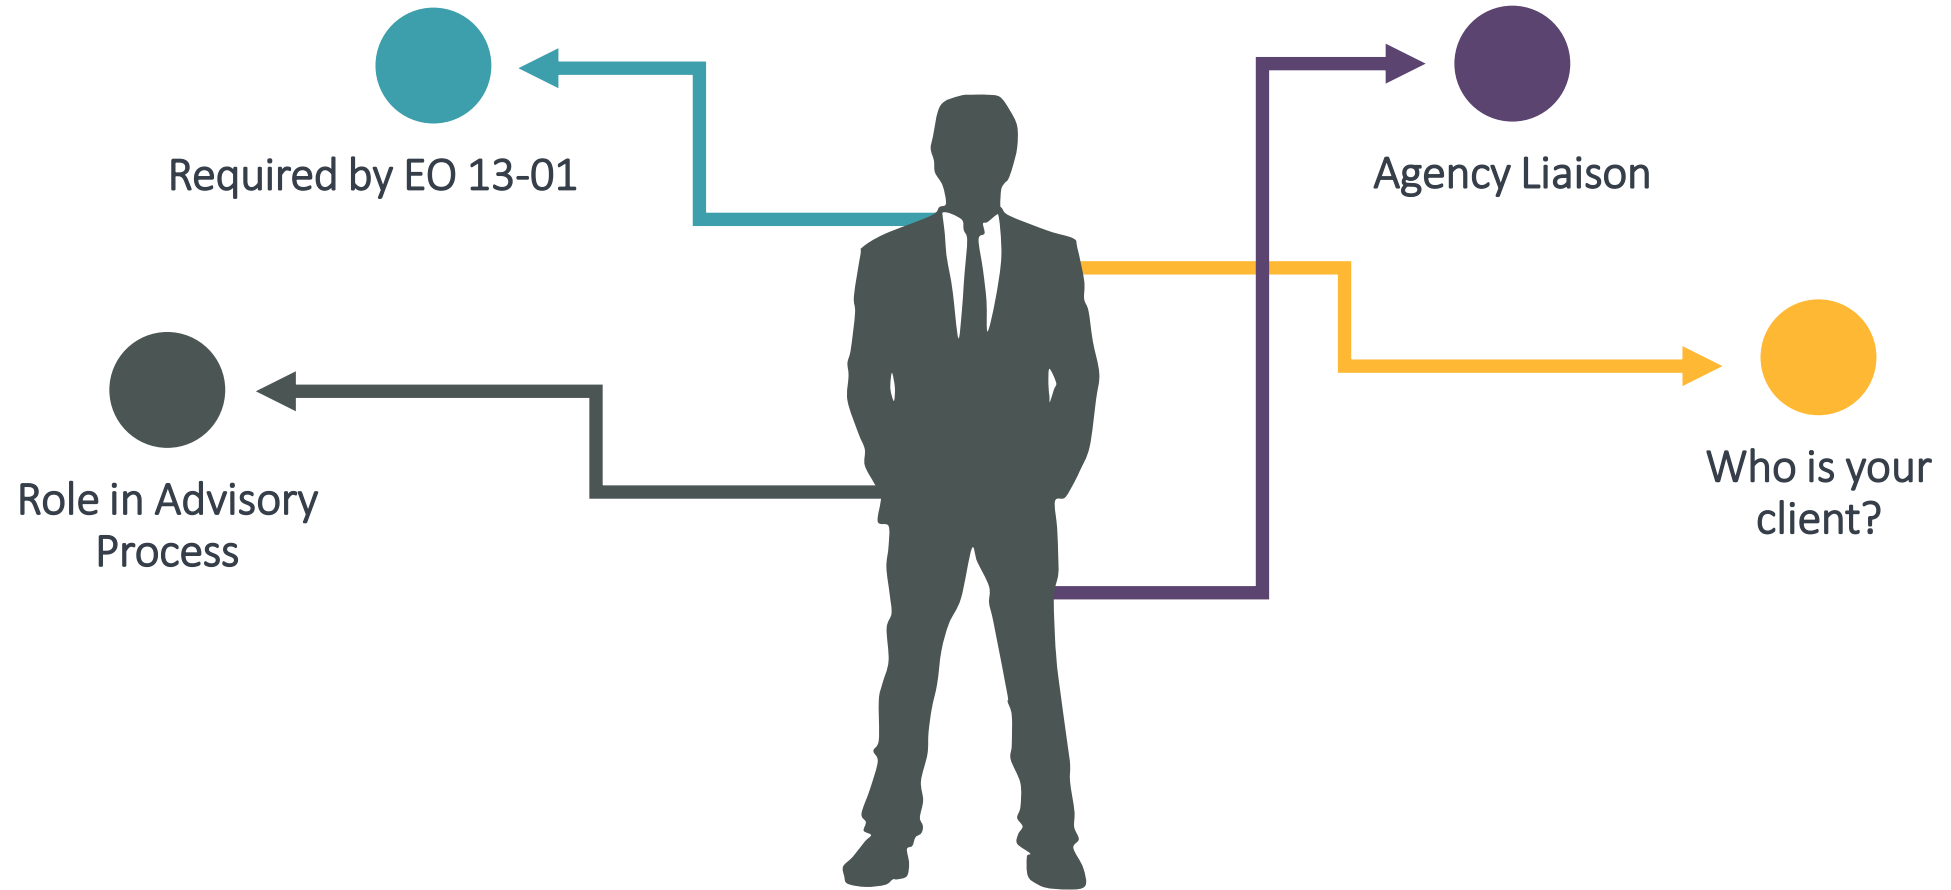 Required by EO 13-01
Agency Liaison
Role in Advisory
Process
Who is your
client?